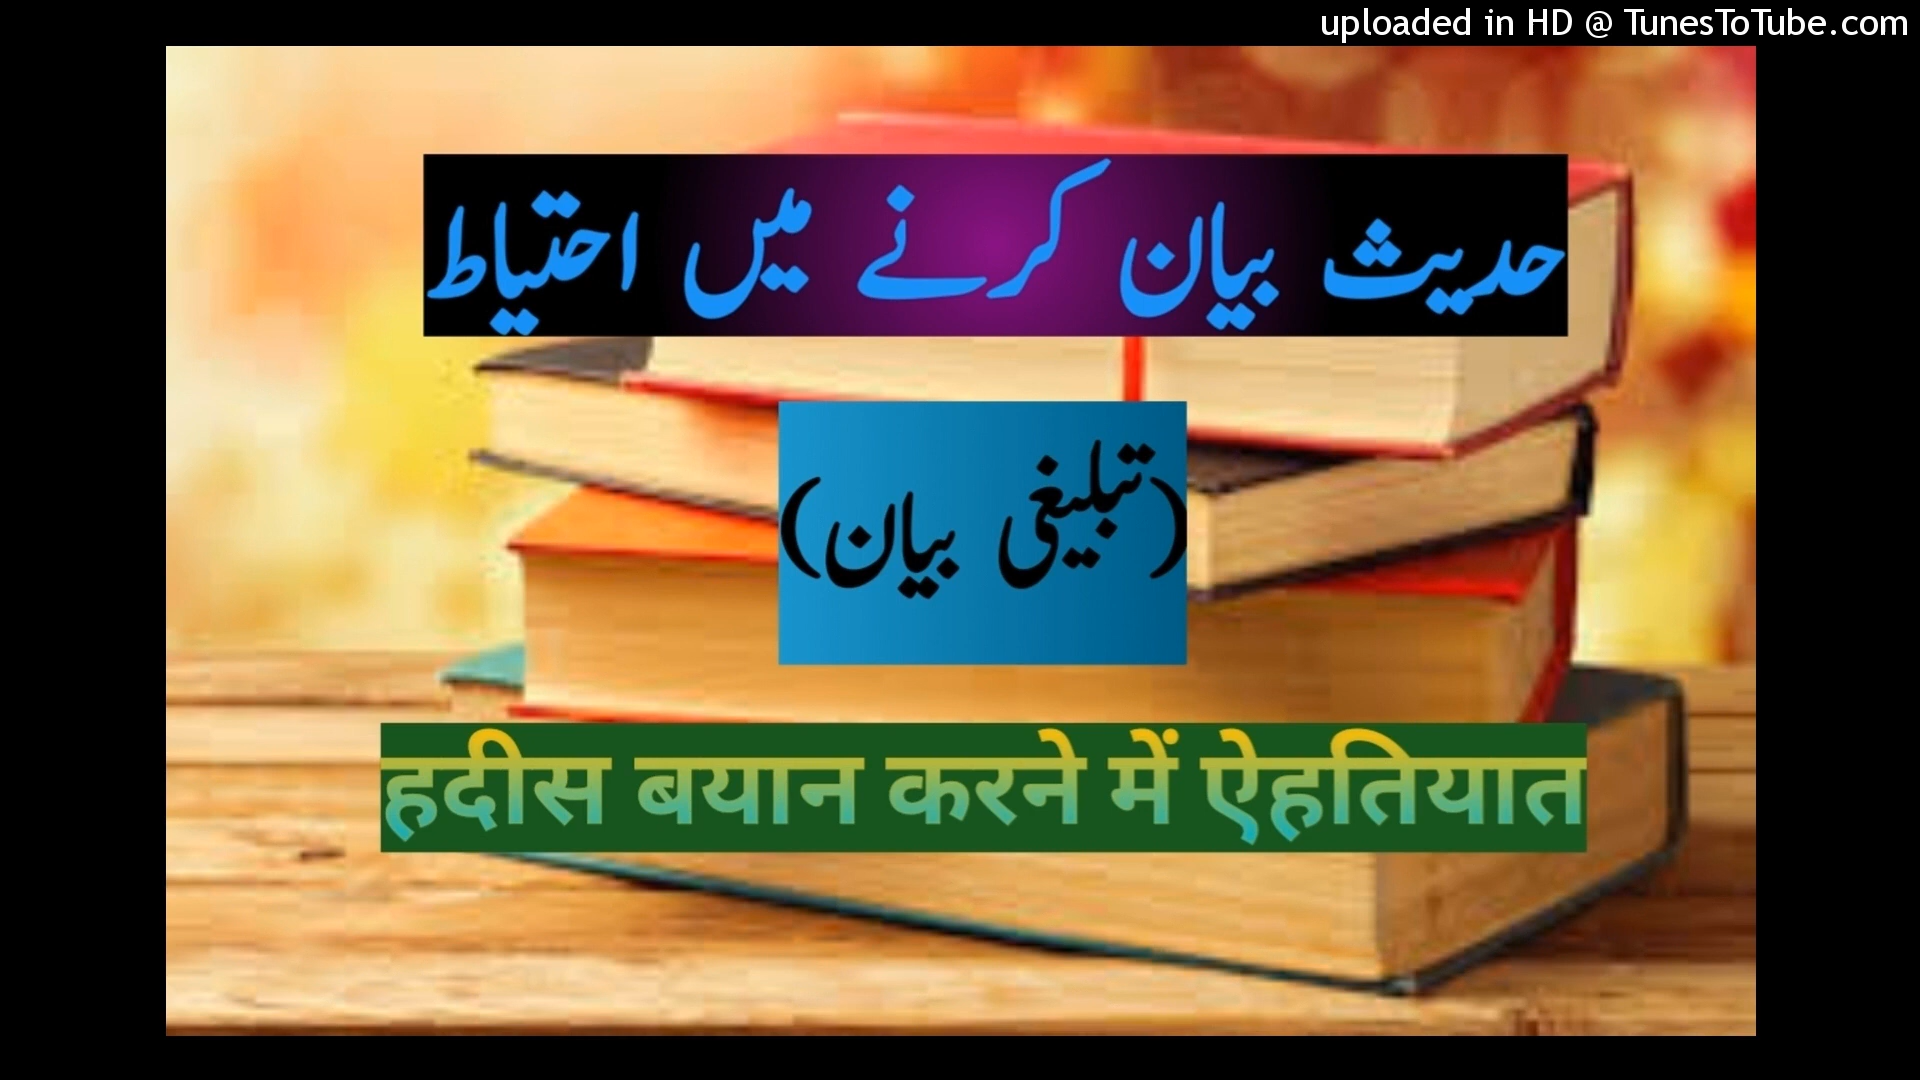 uploaded in HD @ TunesToTube.com
حدیث بیان کرنے میں احتیاط
(تبلیغی بیان)
हदीस बयान करने में ऐहतियात